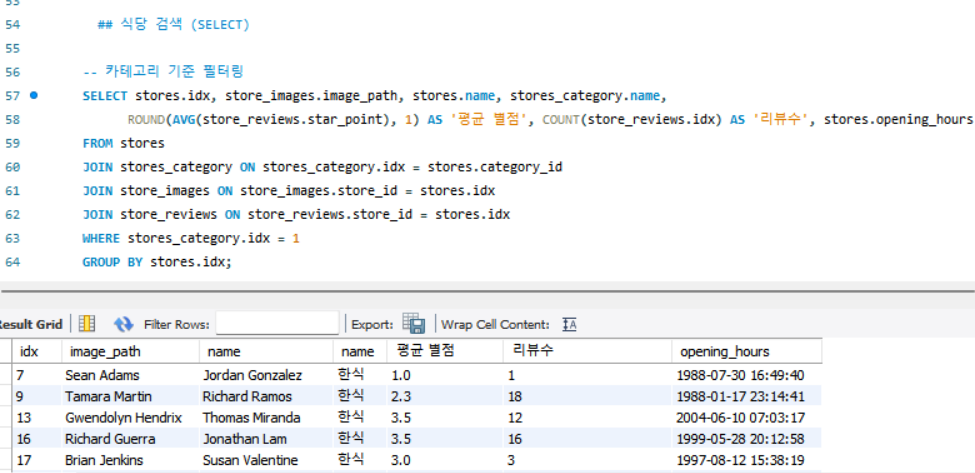 53
54 ## 식당 검색 (SELECT)
55
56 -- 카테고리 기준 필터링
57 SELECT stores.idx, store_images.image_path, stores.name, stores_category.name,
58 ROUND(AVG(store_reviews.star_point), 1) AS '평균 별점', COUNT(store_reviews.idx) AS '리뷰수', stores.opening_hours
59 FROM stores
60 JOIN stores_category ON stores_category.idx = stores.category_id
61 JOIN store_images ON store_images.store_id = stores.idx
62 JOIN store_reviews ON store_reviews.store_id = stores.idx
63 WHERE stores_category.idx = 1
64 GROUP BY stores.idx;
Result Grid Filter Rows: Export: Wrap Cell Content: IA
idx image_path name name 평균 별점 리뷰수 opening_hours
7 Sean Adams Jordan Gonzalez 한식 1.0 1 1988-07-30 16:49:40
9 Tamara Martin Richard Ramos 한식 2.3 18 1988-01-17 23:14:41
13 Gwendolyn Hendrix Thomas Miranda 한식 3.5 12 2004-06-10 07:03:17
16 Richard Guerra Jonathan Lam 한식 3.5 16 1999-05-28 20:12:58
17 Brian Jenkins Susan Valentine 한식 3.0 3 1997-08-12 15:38:19